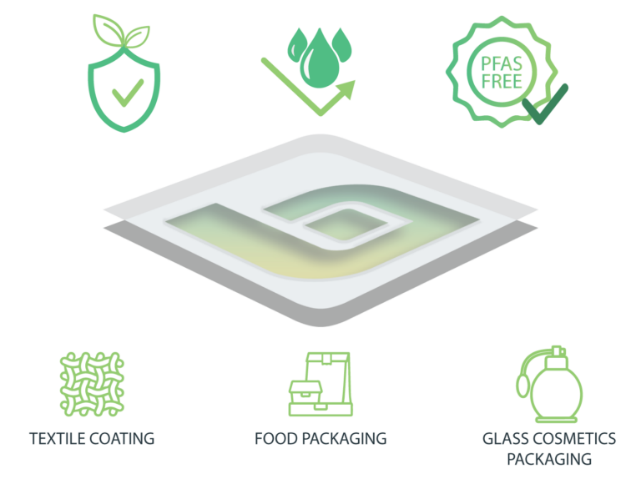 PFAS
FREE
TEXTILE COATING
FOOD PACKAGING
GLASS COSMETICS
PACKAGING